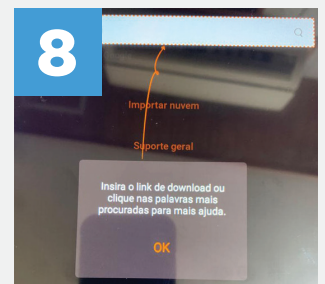 8
Importar nuvem
Suporte geral
Insira o link de download ou
clique nas palavras mais
procuradas para mais ajuda.
OK